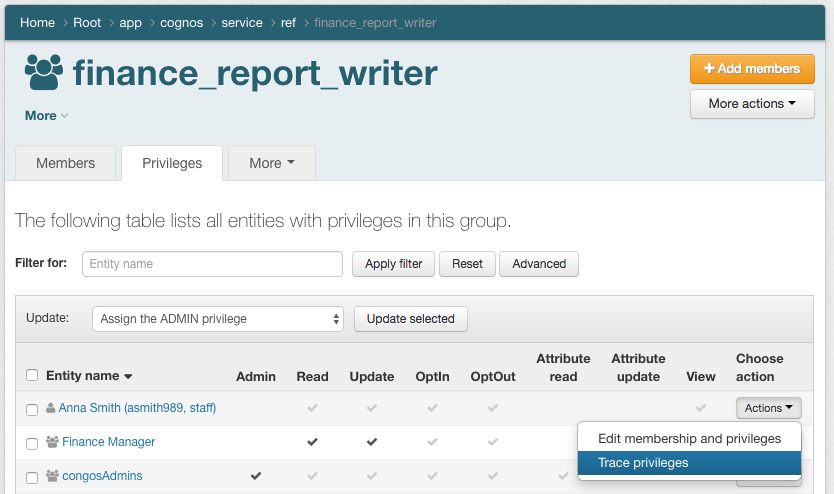 Home Root app cognos service ref finance_report_writer
finance_report_writer
+ Add members
More actions
More
Members Privileges More
The following table lists all entities with privileges in this group.
Filter for: Entity name Apply filter Reset Advanced
Update: Assign the ADMIN privilege Update selected
Entity name Admin Read Update OptIn OptOut Attribute read Attribute update View Choose action
Anna Smith (asmith989, staff) Actions
Edit membership and privileges
Finance Manager
Trace privileges
congosAdmins